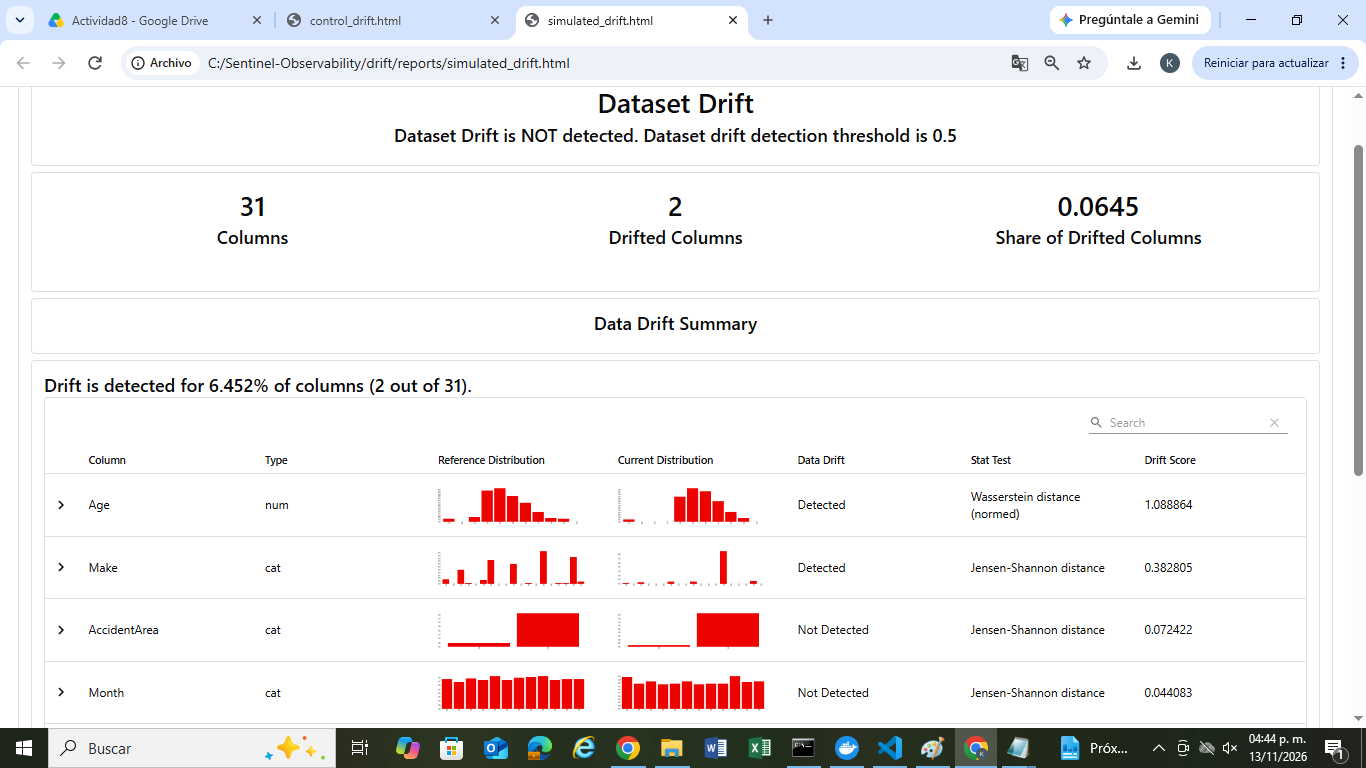 Actividad8 - Google Drive
control_drift.html
simulated_drift.html
Pregúntale a Gemini
Archivo
C:/Sentinel-Observability/drift/reports/simulated_drift.html
K
Reiniciar para actualizar
Dataset Drift
Dataset Drift is NOT detected. Dataset drift detection threshold is 0.5
31
Columns
2
Drifted Columns
0.0645
Share of Drifted Columns
Data Drift Summary
Drift is detected for 6.452% of columns (2 out of 31).
Search
Column Type Reference Distribution Current Distribution Data Drift Stat Test Drift Score
Age num Detected Wasserstein distance (normed) 1.088864
Make cat Detected Jensen-Shannon distance 0.382805
AccidentArea cat Not Detected Jensen-Shannon distance 0.072422
Month cat Not Detected Jensen-Shannon distance 0.044083
Buscar
Próx...
04:44 p. m.
13/11/2026
1